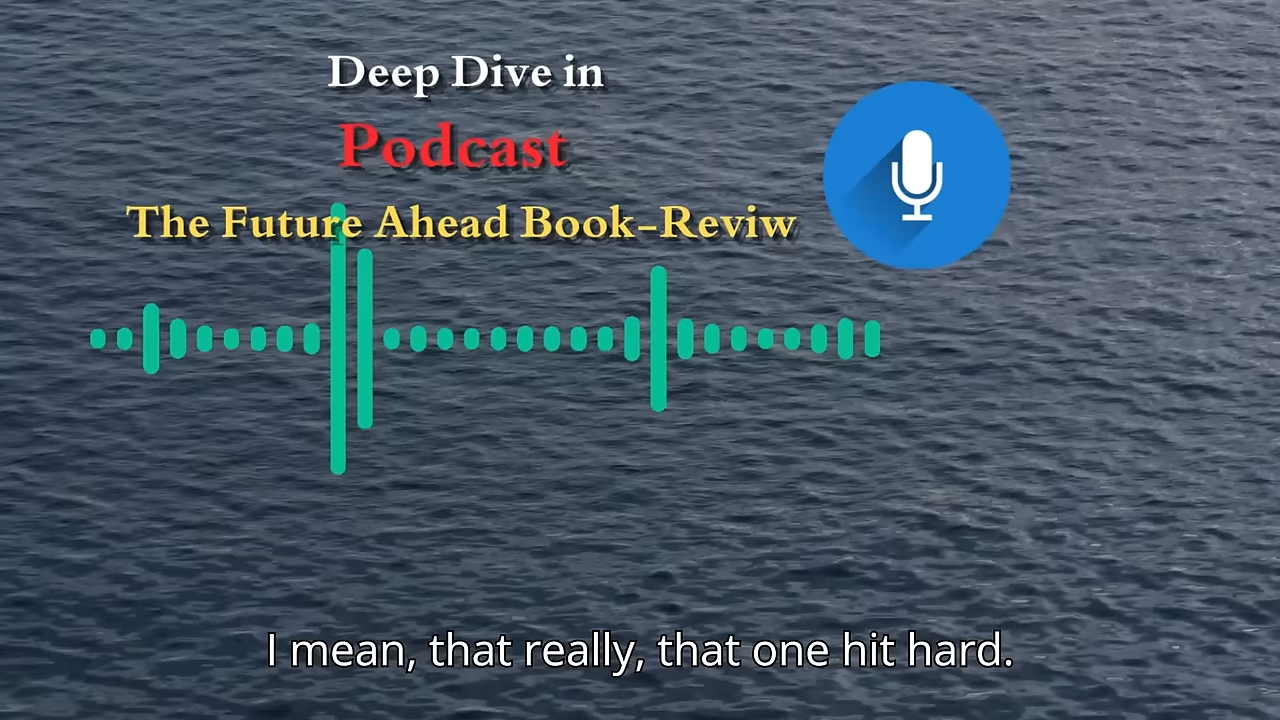 Deep Dive in
Podcast
The Future Ahead Book-Reviw
I mean, that really, that one hit hard.